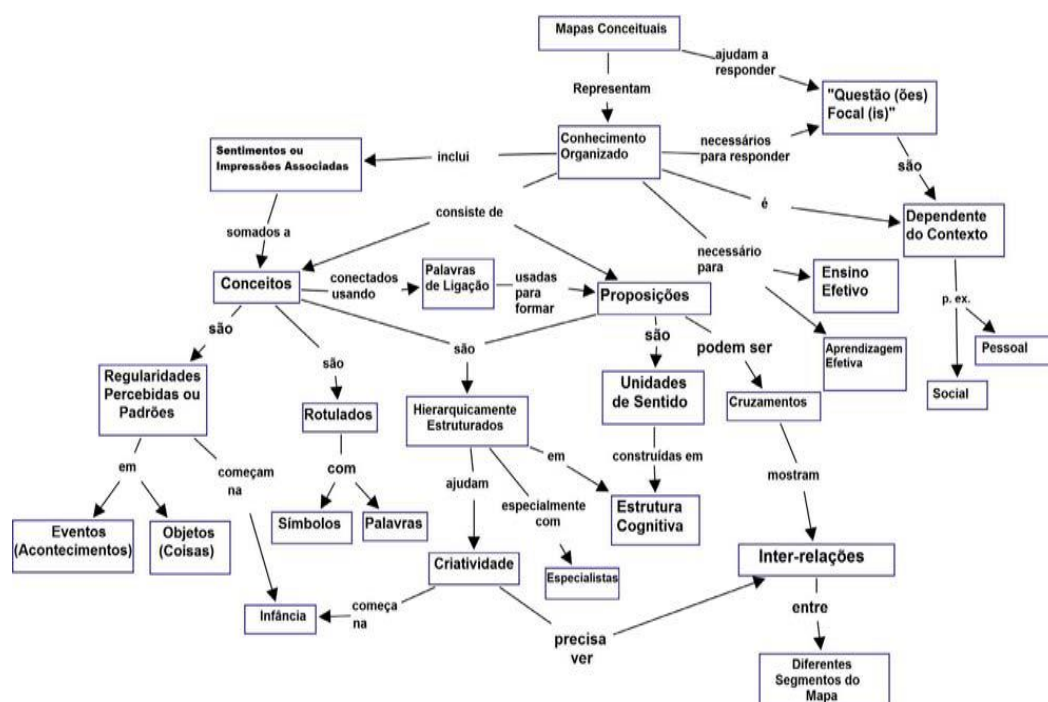 Mapas Conceituais
ajudam a
responder
Representam
"Questão (ões)
Focal (is)"
Conhecimento
Organizado
necessários
para responder
Sentimentos ou
Impressões Associadas
inclui
são
é
Dependente
do Contexto
consiste de
somados a
necessário
para
Ensino
Efetivo
Conceitos
conectados
usando
Palavras
de Ligação
usadas
para
formar
Proposições
p. ex.
são
são
são
são
podem ser
Aprendizagem
Efetiva
Pessoal
Social
Regularidades
Percebidas ou
Padrões
Rotulados
Hierarquicamente
Estruturados
Unidades
de Sentido
Cruzamentos
em
começam
na
com
ajudam
especialmente
com
em
construídas em
mostram
Eventos
(Acontecimentos)
Objetos
(Coisas)
Símbolos
Palavras
Estrutura
Cognitiva
Criatividade
Especialistas
Inter-relações
Infância
começa
na
precisa
ver
entre
Diferentes
Segmentos do
Mapa